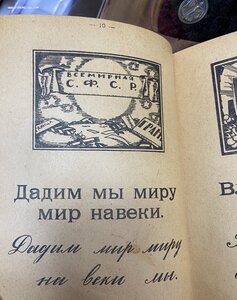 — 10 —
ВСЕМИРНАЯ
С.Ф.С.Р.
Дадим мы миру
мир навеки.
Дадим мир миру
на веки мы.